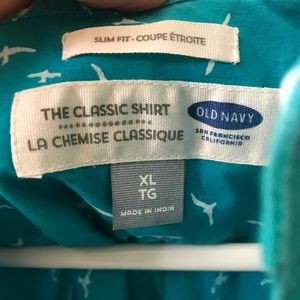 SLIM FIT - COUPE ÉTROITE
THE CLASSIC SHIRT
LA CHEMISE CLASSIQUE
OLD NAVY
SAN FRANCISCO
CALIFORNIA
XL
TG
MADE IN INDIA